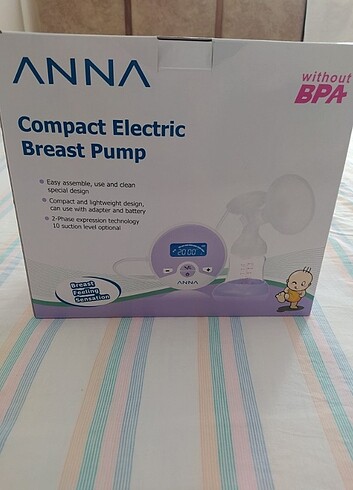 ANNA
without
BPA
Compact Electric
Breast Pump
Easy assemble, use and clean
special design
Compact and lightweight design,
can use with adapter and battery
2-Phase expression technology
10 suction level optional
20:00
ANNA
Breast
Feeling
Sensation